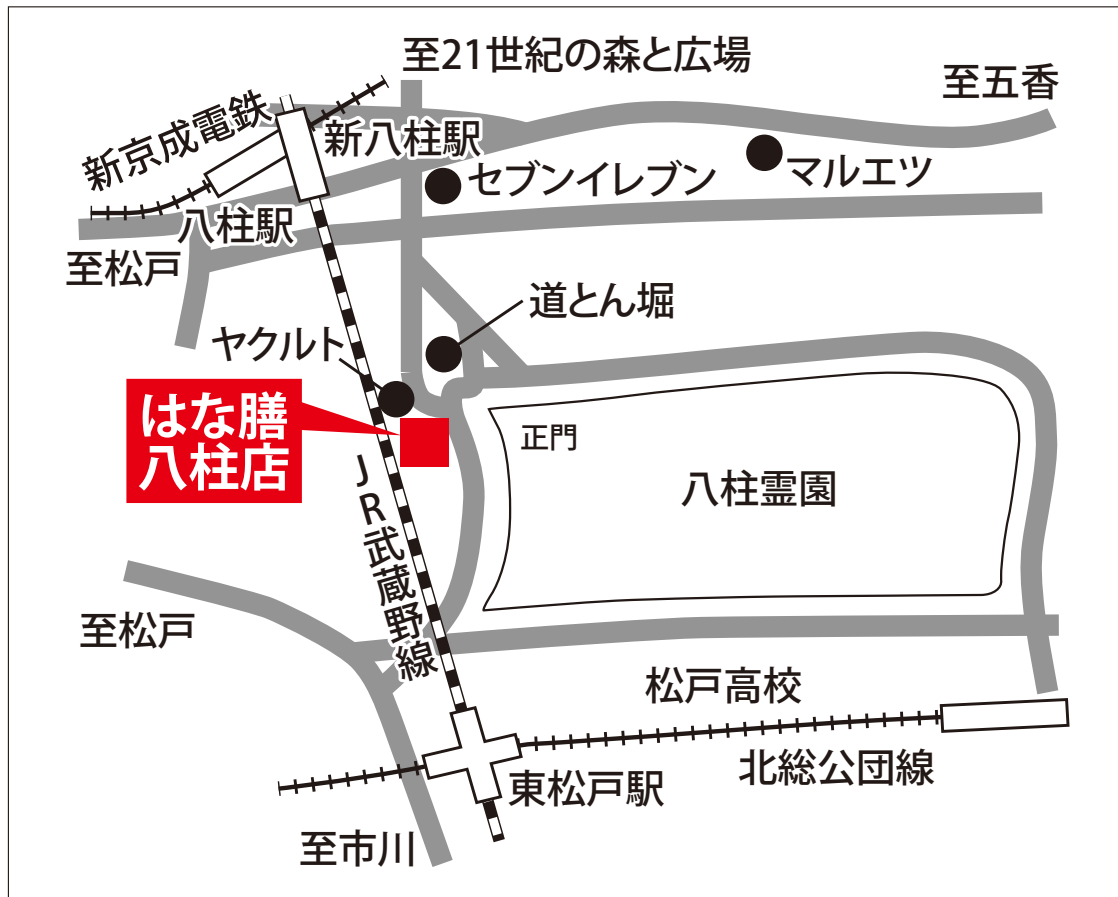 至21世紀の森と広場
至五香
新京成電鉄
新八柱駅
セブンイレブン
マルエツ
八柱駅
至松戸
道とん堀
ヤクルト
はな膳
八柱店
正門
八柱霊園
JR武蔵野線
至松戸
松戸高校
北総公団線
東松戸駅
至市川